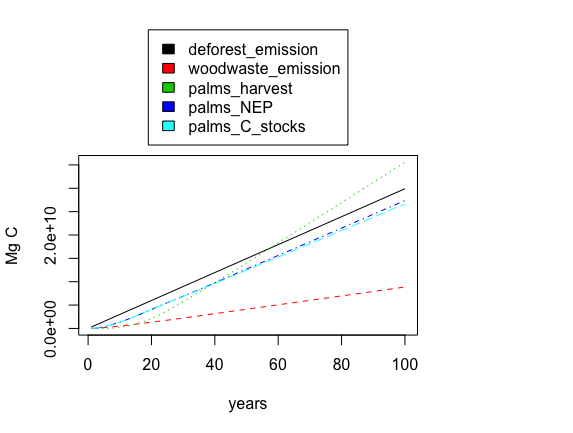 deforest_emission
woodwaste_emission
palms_harvest
palms_NEP
palms_C_stocks
Mg C
2.0e+10
0.0e+00
0 20 40 60 80 100
years